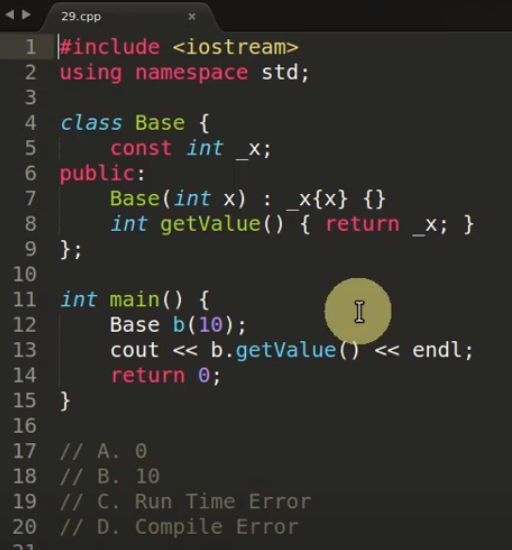 29.cpp
1 #include <iostream>
2 using namespace std;
3
4 class Base {
5     const int _x;
6 public:
7     Base(int x) : _x{x} {}
8     int getValue() { return _x; }
9 };
10
11 int main() {
12     Base b(10);
13     cout << b.getValue() << endl;
14     return 0;
15 }
16
17 // A. 0
18 // B. 10
19 // C. Run Time Error
20 // D. Compile Error